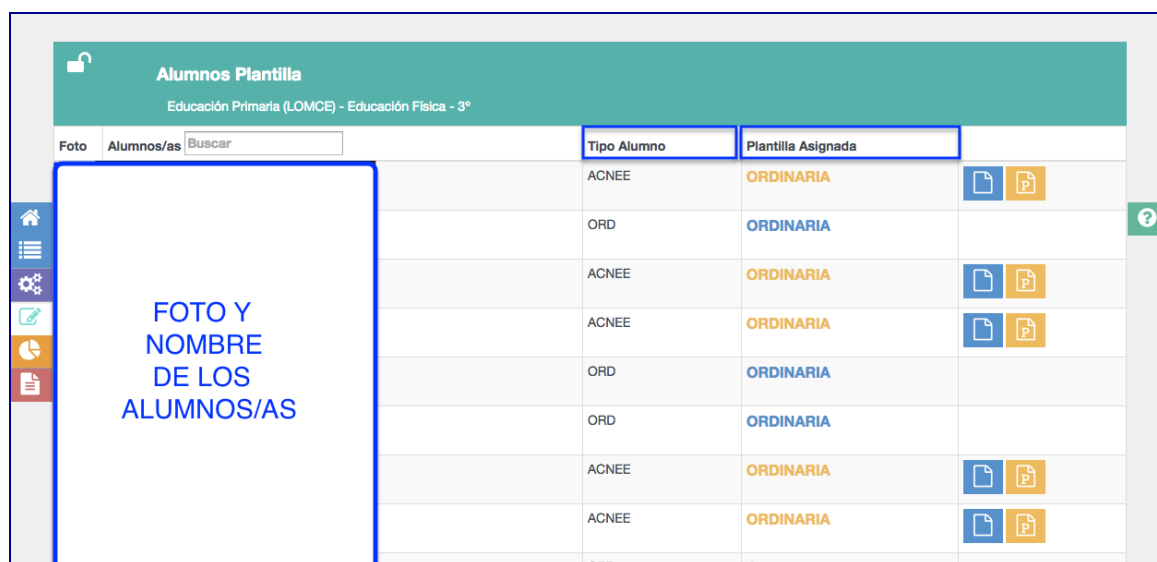 Alumnos Plantilla
Educación Primaria (LOMCE) - Educación Física - 3º
Foto Alumnos/as Buscar Tipo Alumno Plantilla Asignada
ACNEE ORDINARIA P
ORD ORDINARIA
ACNEE ORDINARIA P
ACNEE ORDINARIA P
ORD ORDINARIA
ORD ORDINARIA
ACNEE ORDINARIA P
ACNEE ORDINARIA P
FOTO Y
NOMBRE
DE LOS
ALUMNOS/AS
?